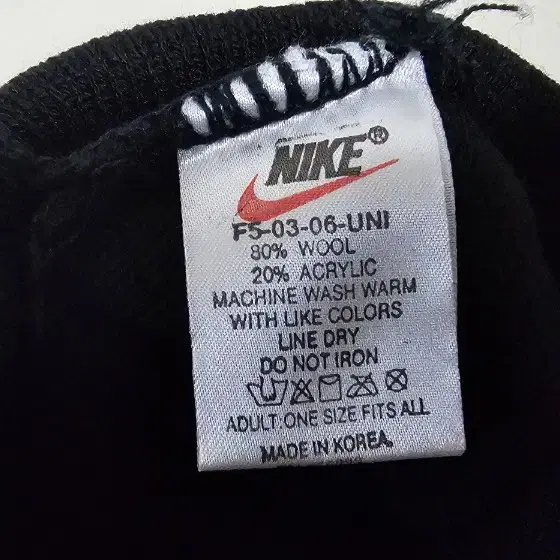 NIKE®
F5-03-06-UNI
80% WOOL
20% ACRYLIC
MACHINE WASH WARM
WITH LIKE COLORS
LINE DRY
DO NOT IRON
ADULT:ONE SIZE FITS ALL
MADE IN KOREA.